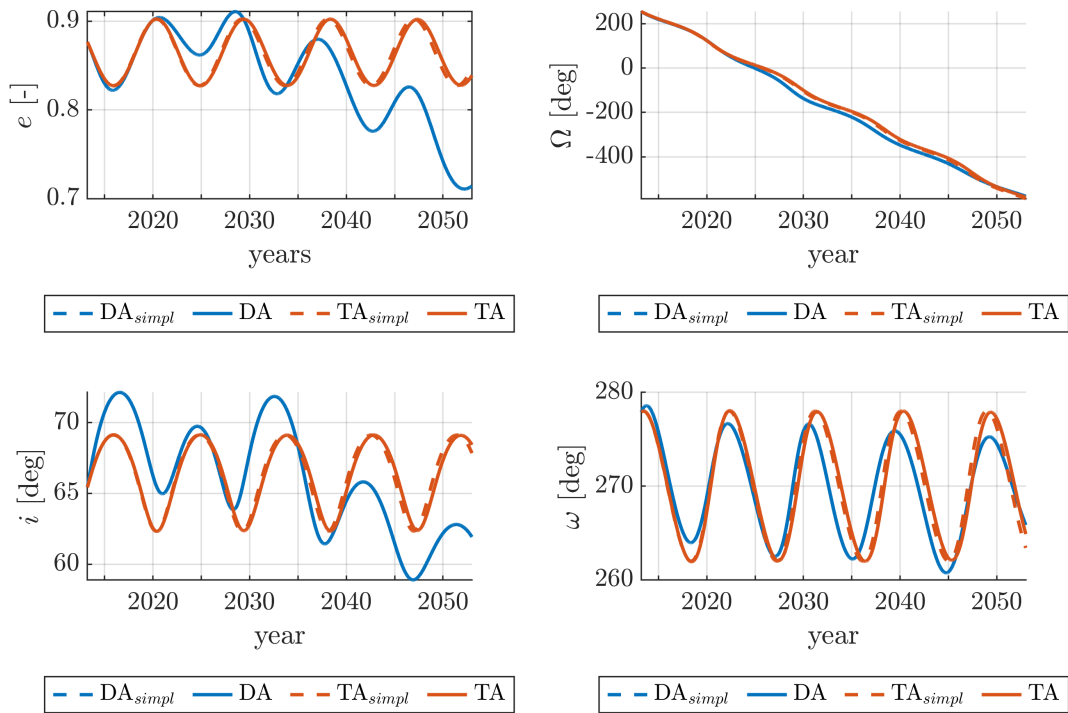 0.9
0.8
0.7
e [-]
2020 2030 2040 2050
years
DA_simpl DA TA_simpl TA
200
0
-200
-400
Ω [deg]
2020 2030 2040 2050
year
DA_simpl DA TA_simpl TA
70
65
60
i [deg]
2020 2030 2040 2050
year
DA_simpl DA TA_simpl TA
280
270
260
ω [deg]
2020 2030 2040 2050
year
DA_simpl DA TA_simpl TA